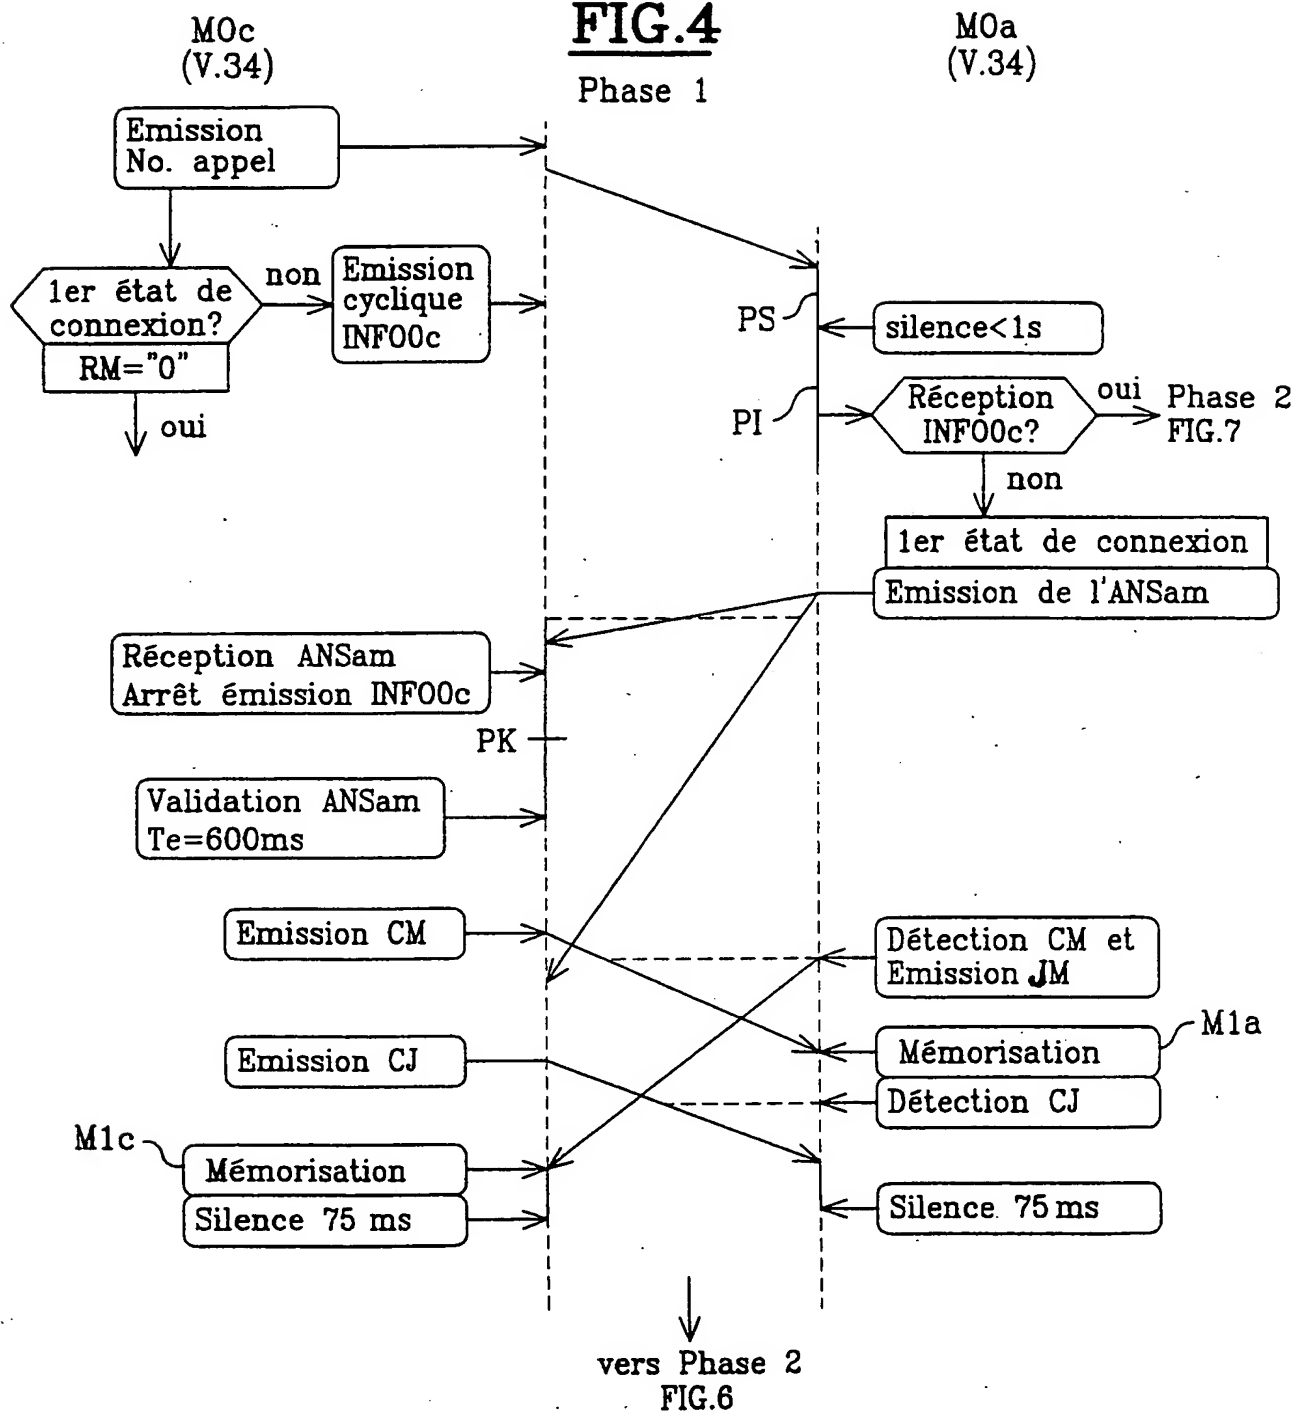 FIG.4
Phase 1
MOc
(V.34)
MOa
(V.34)
Emission
No. appel
1er état de
connexion?
RM="0"
non
oui
Emission
cyclique
INFO0c
PS
silence<1s
PI
Réception
INFO0c?
oui
Phase 2
FIG.7
non
1er état de connexion
Emission de l'ANSam
Réception ANSam
Arrêt émission INFO0c
PK
Validation ANSam
Te=600ms
Emission CM
Détection CM et
Emission JM
M1a
Mémorisation
Emission CJ
Détection CJ
M1c
Mémorisation
Silence 75 ms
Silence 75 ms
vers Phase 2
FIG.6